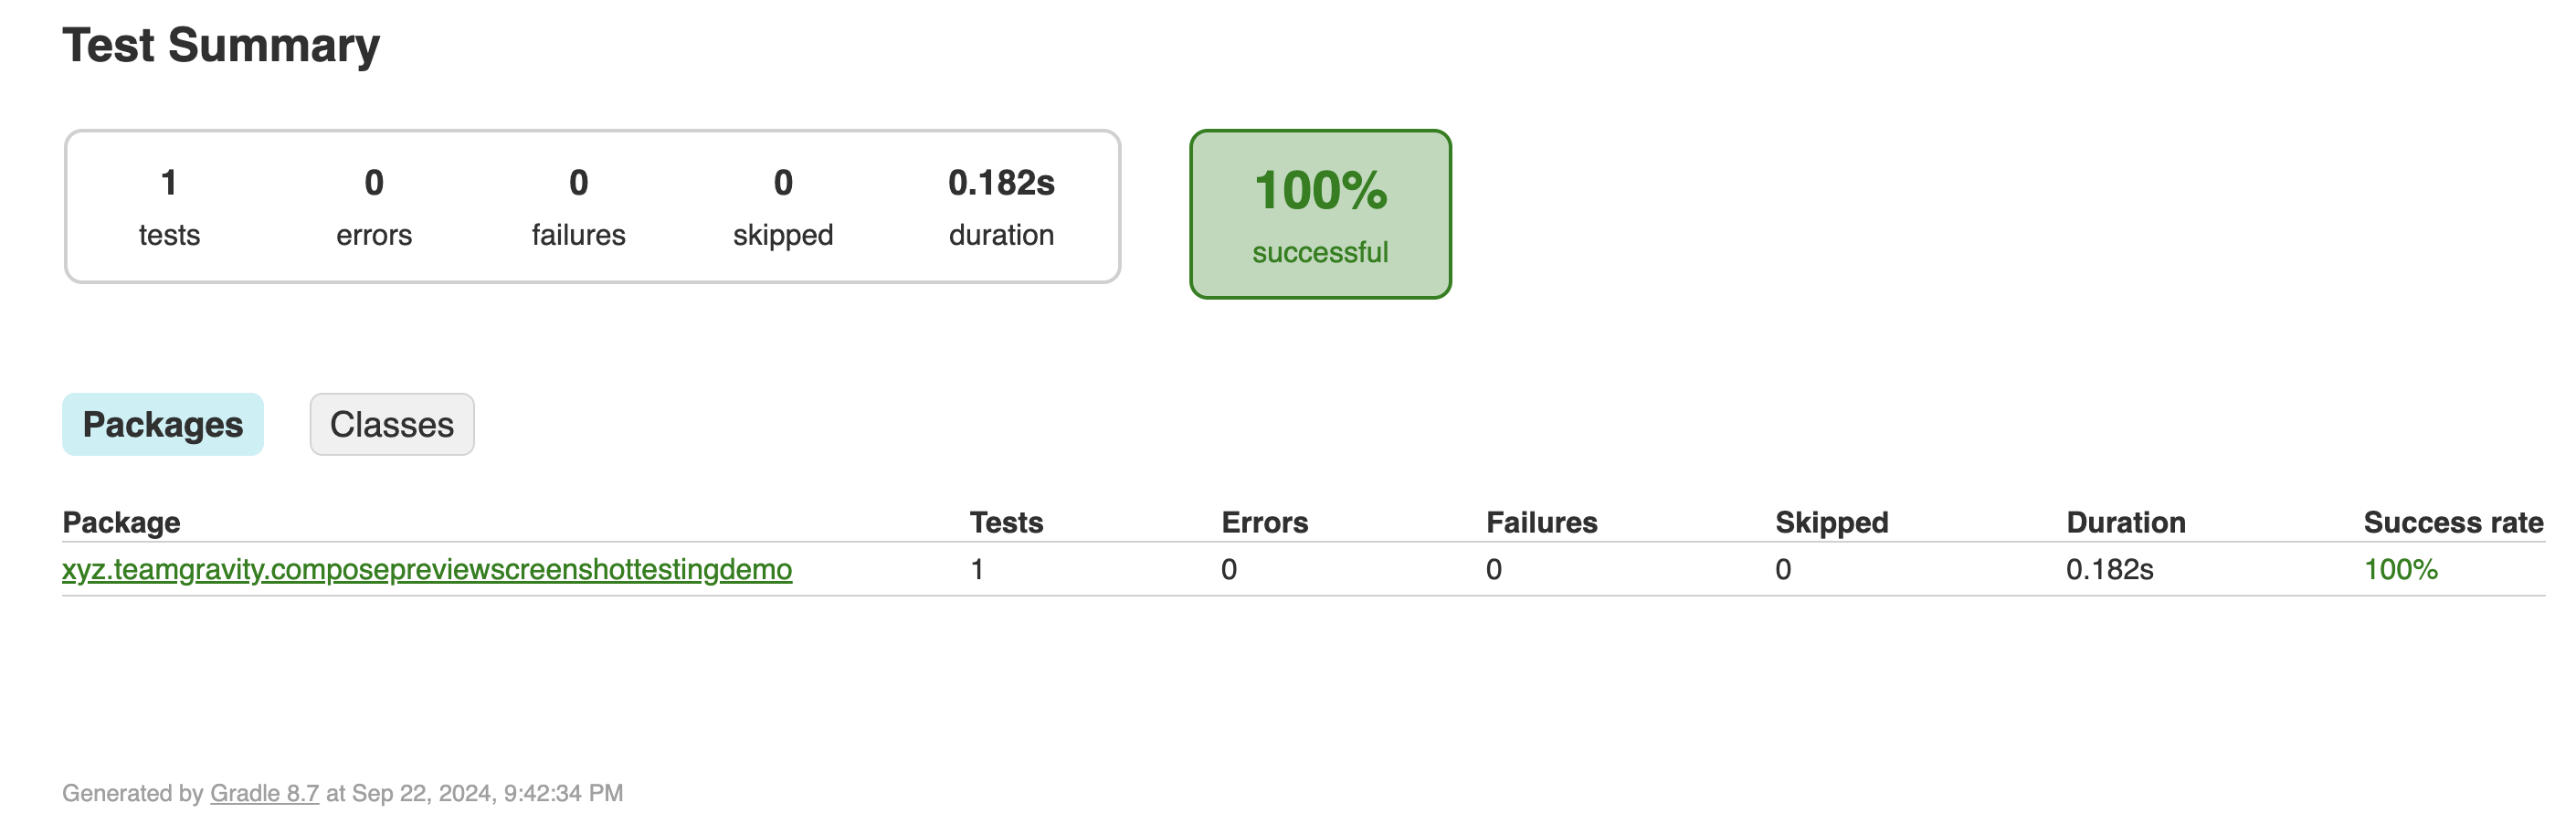 Test Summary
1 0 0 0 0.182s
tests errors failures skipped duration
100%
successful
Packages Classes
Package Tests Errors Failures Skipped Duration Success rate
xyz.teamgravity.composepreviewscreenshottestingdemo 1 0 0 0 0.182s 100%
Generated by Gradle 8.7 at Sep 22, 2024, 9:42:34 PM